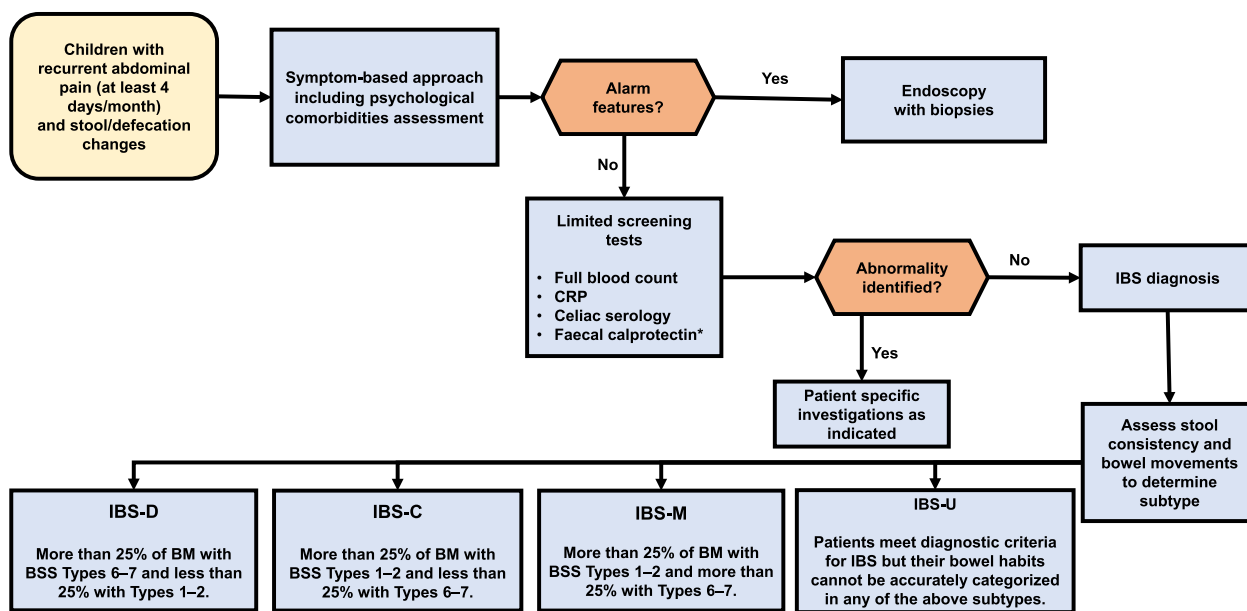 Children with
recurrent abdominal
pain (at least 4
days/month)
and stool/defecation
changes
Symptom-based approach
including psychological
comorbidities assessment
Alarm
features?
Yes
Endoscopy
with biopsies
No
Limited screening
tests
• Full blood count
• CRP
• Celiac serology
• Faecal calprotectin*
Abnormality
identified?
No
IBS diagnosis
Yes
Patient specific
investigations as
indicated
Assess stool
consistency and
bowel movements
to determine
subtype
IBS-D
More than 25% of BM with
BSS Types 6–7 and less than
25% with Types 1–2.
IBS-C
More than 25% of BM with
BSS Types 1–2 and less than
25% with Types 6–7.
IBS-M
More than 25% of BM with
BSS Types 1–2 and more than
25% with Types 6–7.
IBS-U
Patients meet diagnostic criteria
for IBS but their bowel habits
cannot be accurately categorized
in any of the above subtypes.